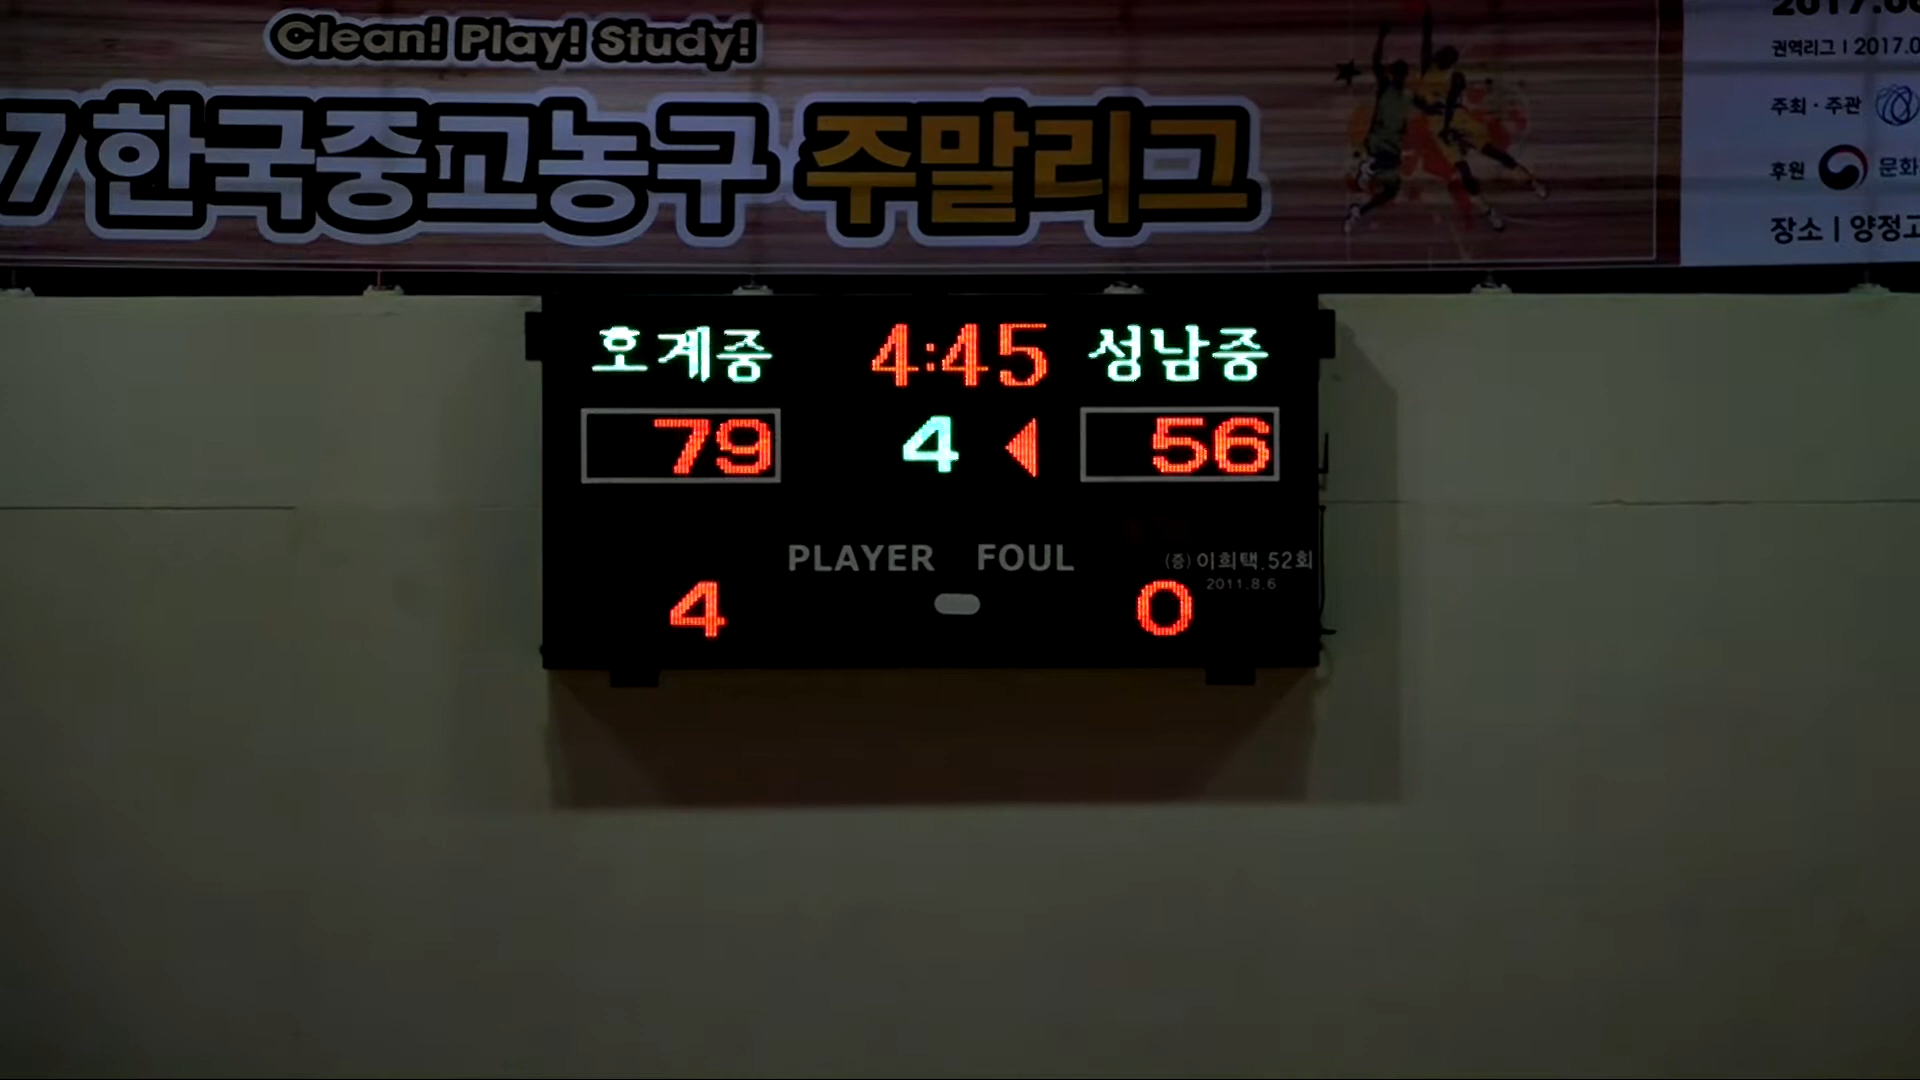 Clean! Play! Study!
7 한국중고농구 주말리그
권역리그 | 2017.0
주최·주관
후원 문화
장소 | 양정고
호계중 4:45 성남중
79 4 56
PLAYER FOUL
(증) 이희택.52회
2011.8.6
4 0